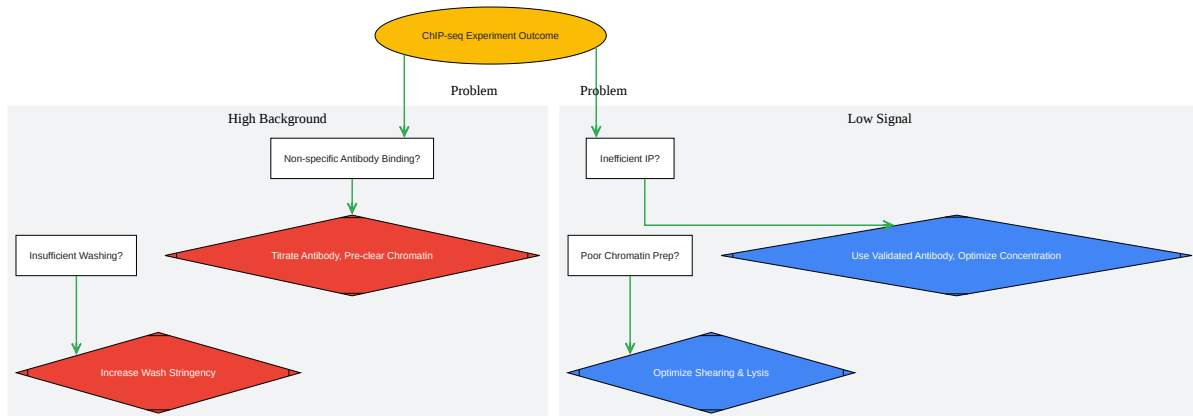 ChIP-seq Experiment Outcome
Problem
Problem
High Background
Low Signal
Non-specific Antibody Binding?
Inefficient IP?
Insufficient Washing?
Titrate Antibody, Pre-clear Chromatin
Poor Chromatin Prep?
Use Validated Antibody, Optimize Concentration
Increase Wash Stringency
Optimize Shearing & Lysis